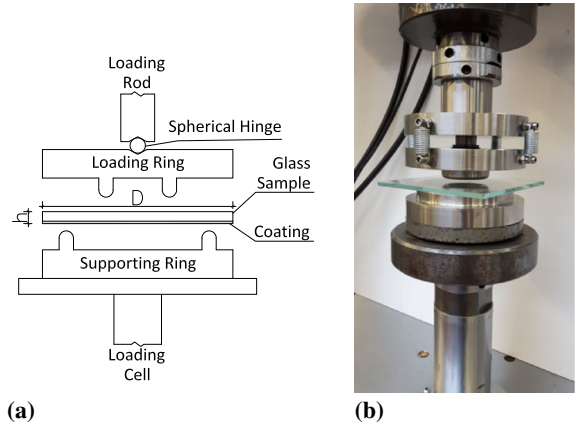 Loading
Rod
Spherical Hinge
Loading Ring
Glass
Sample
D
h
Coating
Supporting Ring
Loading
Cell
(a)
(b)